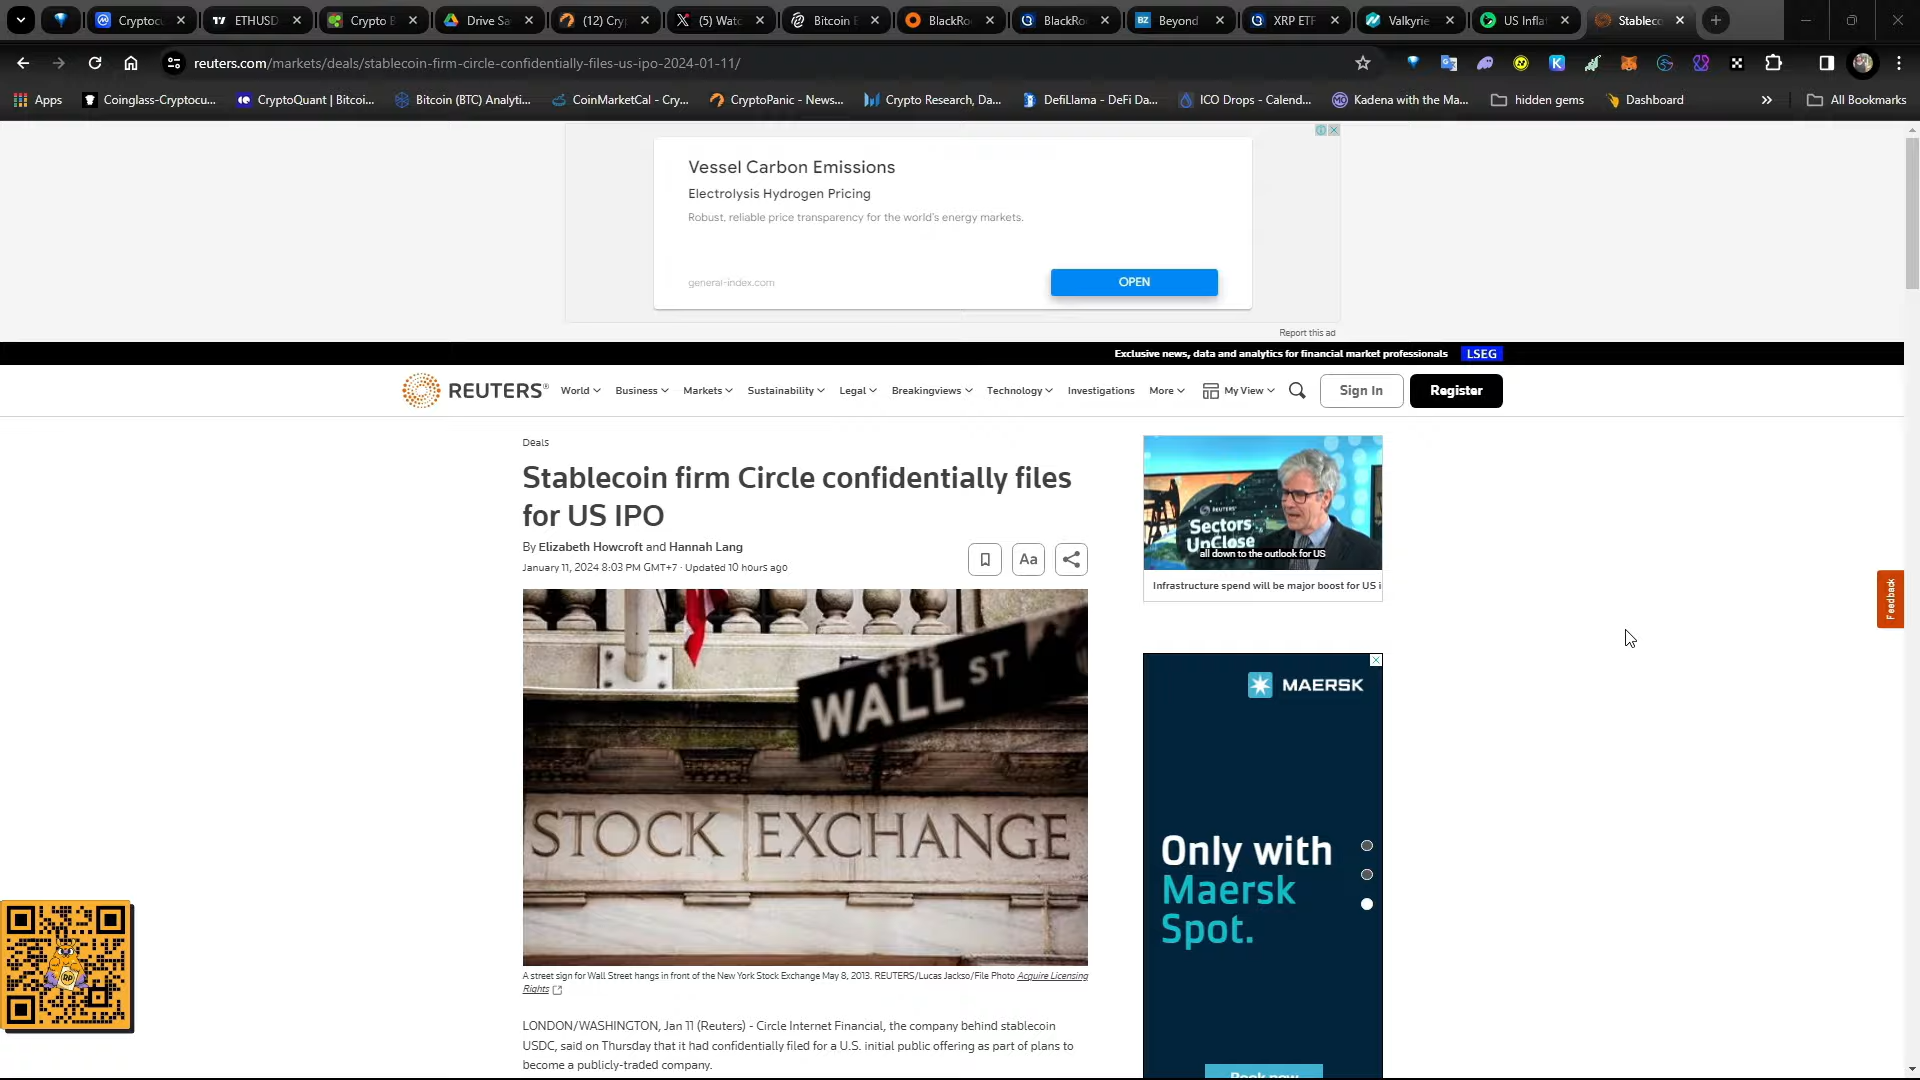 Cryptocu
ETHUSD
Crypto B
Drive Sa
(12) Cry
(5) Watc
Bitcoin E
BlackRo
BlackRo
Beyond
XRP ETF
Valkyrie
US Infla
Stableco
reuters.com/markets/deals/stablecoin-firm-circle-confidentially-files-us-ipo-2024-01-11/
Apps
Coinglass-Cryptocu...
CryptoQuant | Bitcoi...
Bitcoin (BTC) Analyti...
CoinMarketCal - Cry...
CryptoPanic - News...
Crypto Research, Da...
DefiLlama - DeFi Da...
ICO Drops - Calend...
Kadena with the Ma...
hidden gems
Dashboard
All Bookmarks
Vessel Carbon Emissions
Electrolysis Hydrogen Pricing
Robust, reliable price transparency for the world's energy markets.
general-index.com
OPEN
Report this ad
Exclusive news, data and analytics for financial market professionals
LSEG
REUTERS®
World
Business
Markets
Sustainability
Legal
Breakingviews
Technology
Investigations
More
My View
Sign In
Register
Deals
Stablecoin firm Circle confidentially files
for US IPO
By Elizabeth Howcroft and Hannah Lang
January 11, 2024 8:03 PM GMT+7 · Updated 10 hours ago
Aa
WALL ST
STOCK EXCHANGE
A street sign for Wall Street hangs in front of the New York Stock Exchange May 8, 2013. REUTERS/Lucas Jackso/File Photo Acquire Licensing
Rights
LONDON/WASHINGTON, Jan 11 (Reuters) - Circle Internet Financial, the company behind stablecoin
USDC, said on Thursday that it had confidentially filed for a U.S. initial public offering as part of plans to
become a publicly-traded company.
REUTERS
Sectors
UpClose
all down to the outlook for US
Infrastructure spend will be major boost for US i
Feedback
MAERSK
Only with
Maersk
Spot.
Book now